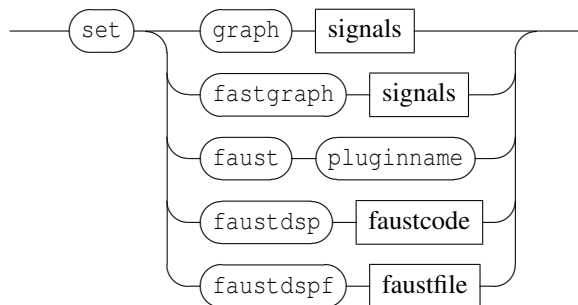 set graph signals
fastgraph signals
faust pluginname
faustdsp faustcode
faustdspf faustfile